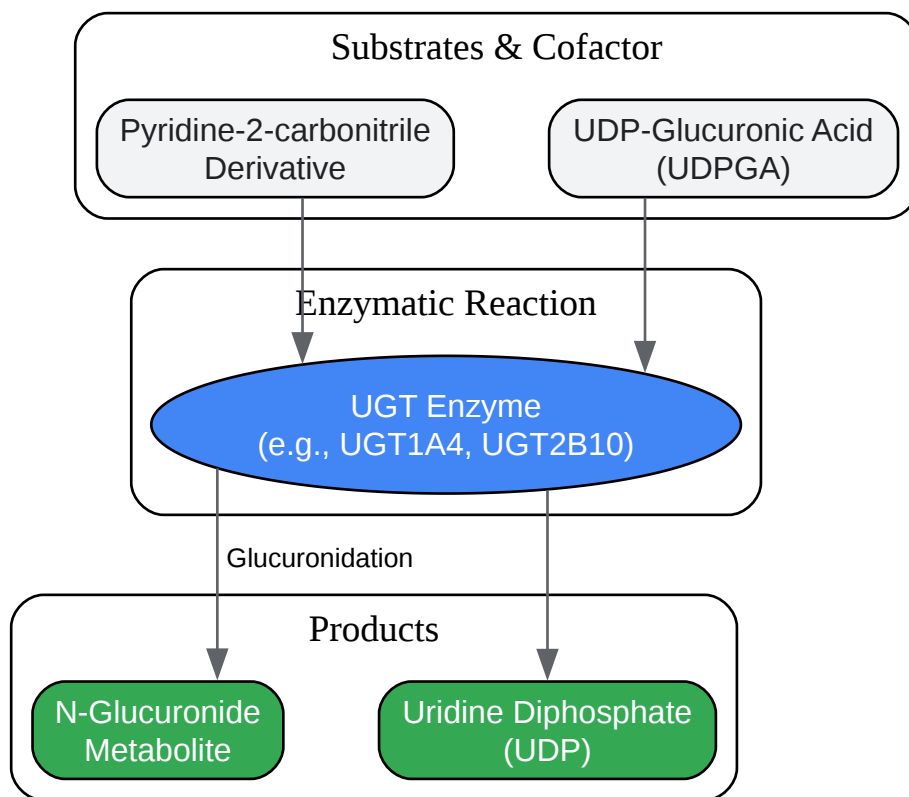 Substrates & Cofactor
Pyridine-2-carbonitrile
Derivative
UDP-Glucuronic Acid
(UDPGA)
Enzymatic Reaction
UGT Enzyme
(e.g., UGT1A4, UGT2B10)
Glucuronidation
Products
N-Glucuronide
Metabolite
Uridine Diphosphate
(UDP)